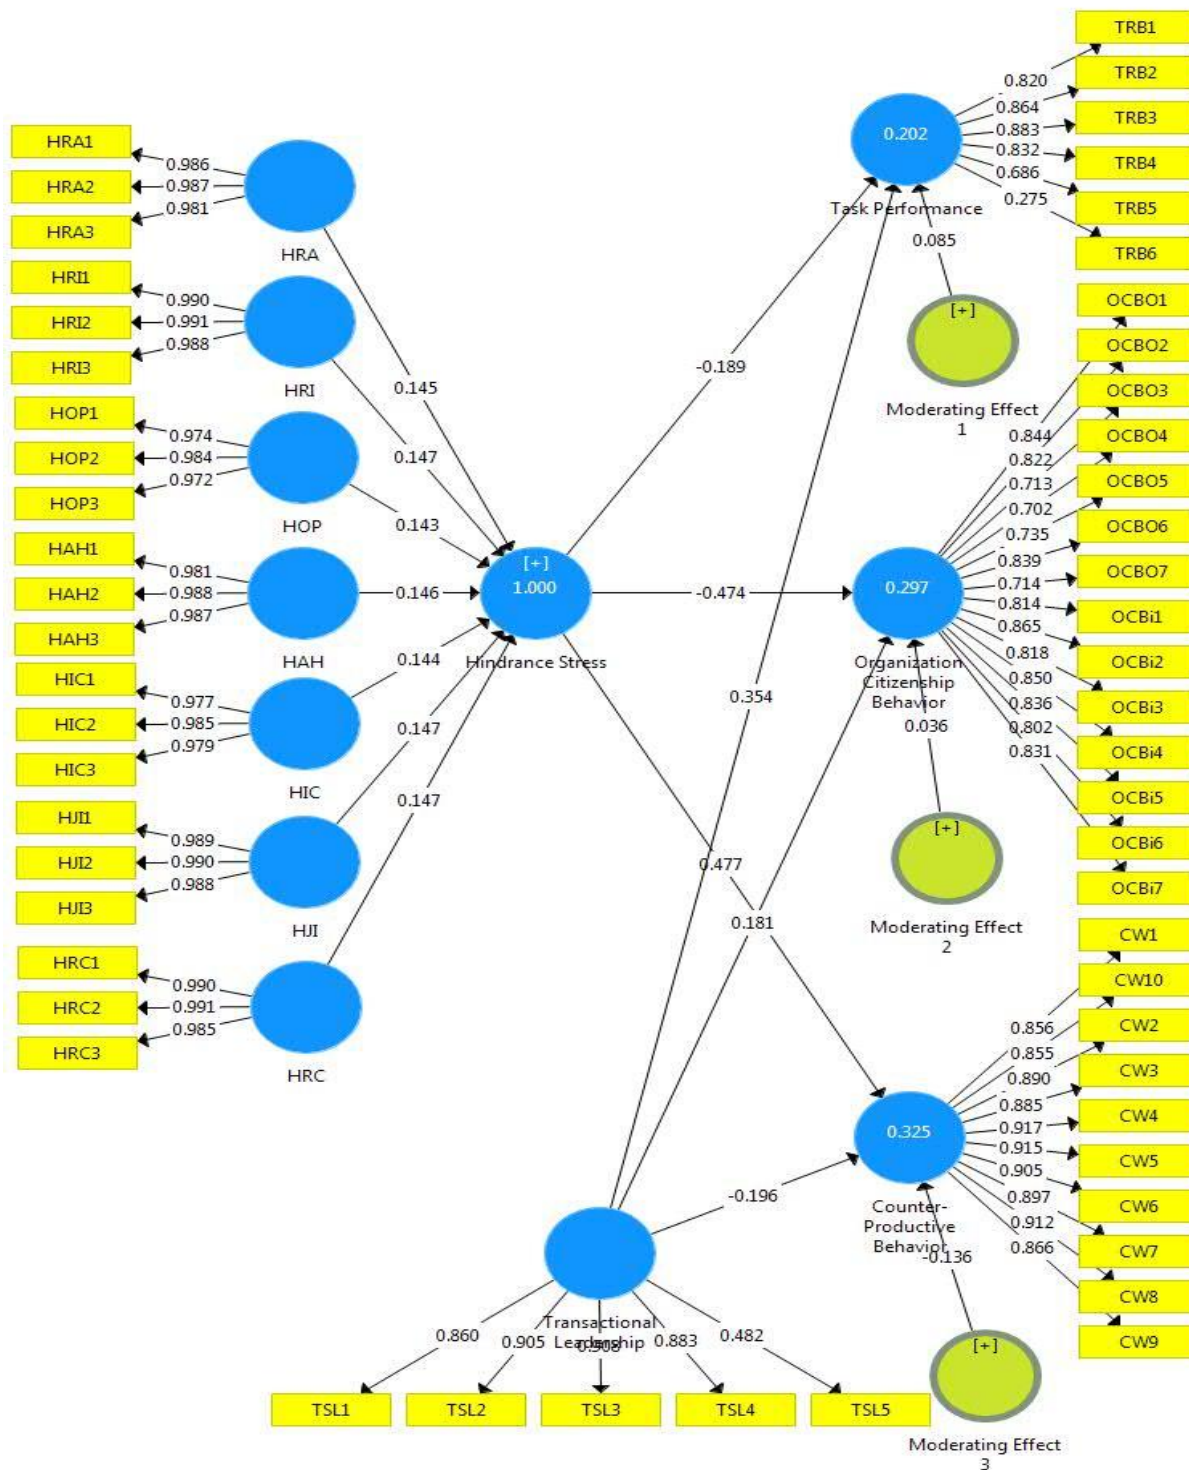 TRB1
0.820
TRB2
0.864
TRB3
0.883
TRB4
0.832
TRB5
0.686
TRB6
0.275
0.202
Task Performance
0.085
[+]
Moderating Effect
1
HRA1
0.986
HRA2
0.987
HRA3
0.981
HRA
HRI1
0.990
HRI2
0.991
HRI3
0.988
HRI
HOP1
0.974
HOP2
0.984
HOP3
0.972
HOP
HAH1
0.981
HAH2
0.988
HAH3
0.987
HAH
HIC1
0.977
HIC2
0.985
HIC3
0.979
HIC
HJI1
0.989
HJI2
0.990
HJI3
0.988
HJI
HRC1
0.990
HRC2
0.991
HRC3
0.985
HRC
0.145
0.147
0.143
0.146
0.144
0.147
0.147
[+]
1.000
Hindrance Stress
-0.189
-0.474
0.477
0.354
0.181
-0.196
OCBO1
OCBO2
OCBO3
OCBO4
OCBO5
OCBO6
OCBO7
OCBi1
OCBi2
OCBi3
OCBi4
OCBi5
OCBi6
OCBi7
0.844
0.822
0.713
0.702
0.735
0.839
0.714
0.814
0.865
0.818
0.850
0.836
0.802
0.831
0.297
Organization
Citizenship
Behavior
0.036
[+]
Moderating Effect
2
CW1
CW10
CW2
CW3
CW4
CW5
CW6
CW7
CW8
CW9
0.856
0.855
0.890
0.885
0.917
0.915
0.905
0.897
0.912
0.866
0.325
Counter-
Productive
Behavior
-0.136
[+]
Moderating Effect
3
Transactional
Leadership
0.860
0.905
0.883
0.482
TSL1
TSL2
TSL3
TSL4
TSL5